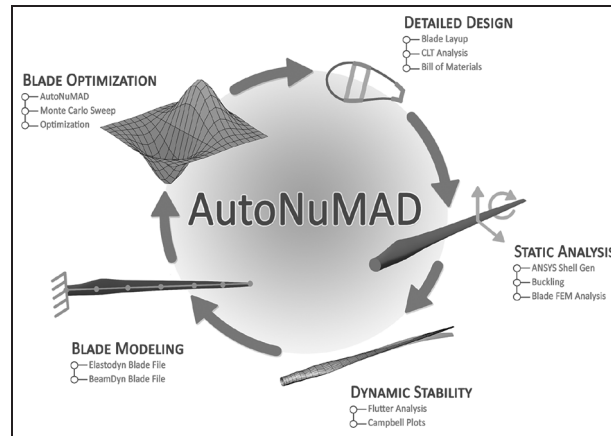 DETAILED DESIGN
Blade Layup
CLT Analysis
Bill of Materials
BLADE OPTIMIZATION
AutoNuMAD
Monte Carlo Sweep
Optimization
AutoNuMAD
STATIC ANALYSIS
ANSYS Shell Gen
Buckling
Blade FEM Analysis
BLADE MODELING
Elastodyn Blade File
BeamDyn Blade File
DYNAMIC STABILITY
Flutter Analysis
Campbell Plots